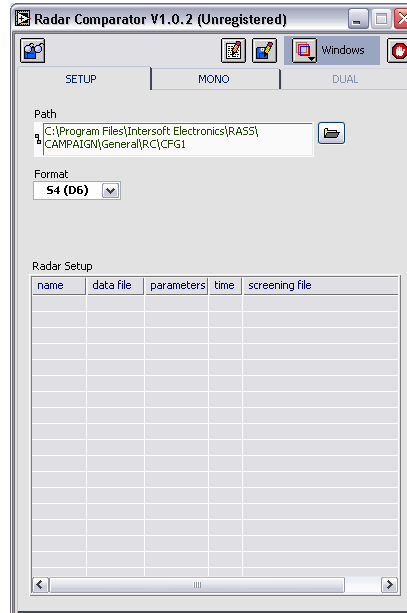 Radar Comparator V1.0.2 (Unregistered)
Windows
SETUP MONO DUAL
Path
C:\Program Files\Intersoft Electronics\RASS\
CAMPAIGN\General\RC\CFG1
Format
S4 (D6)
Radar Setup
name data file parameters time screening file